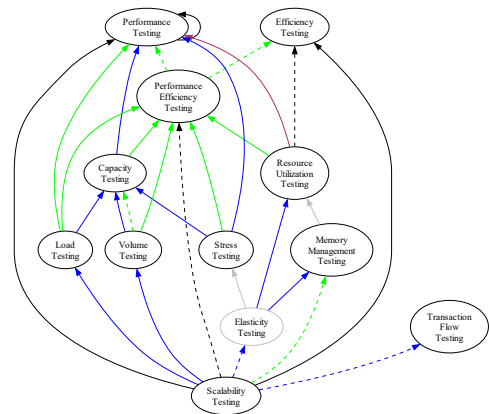 Performance
Testing
Efficiency
Testing
Performance
Efficiency
Testing
Capacity
Testing
Resource
Utilization
Testing
Load
Testing
Volume
Testing
Stress
Testing
Memory
Management
Testing
Elasticity
Testing
Transaction
Flow
Testing
Scalability
Testing